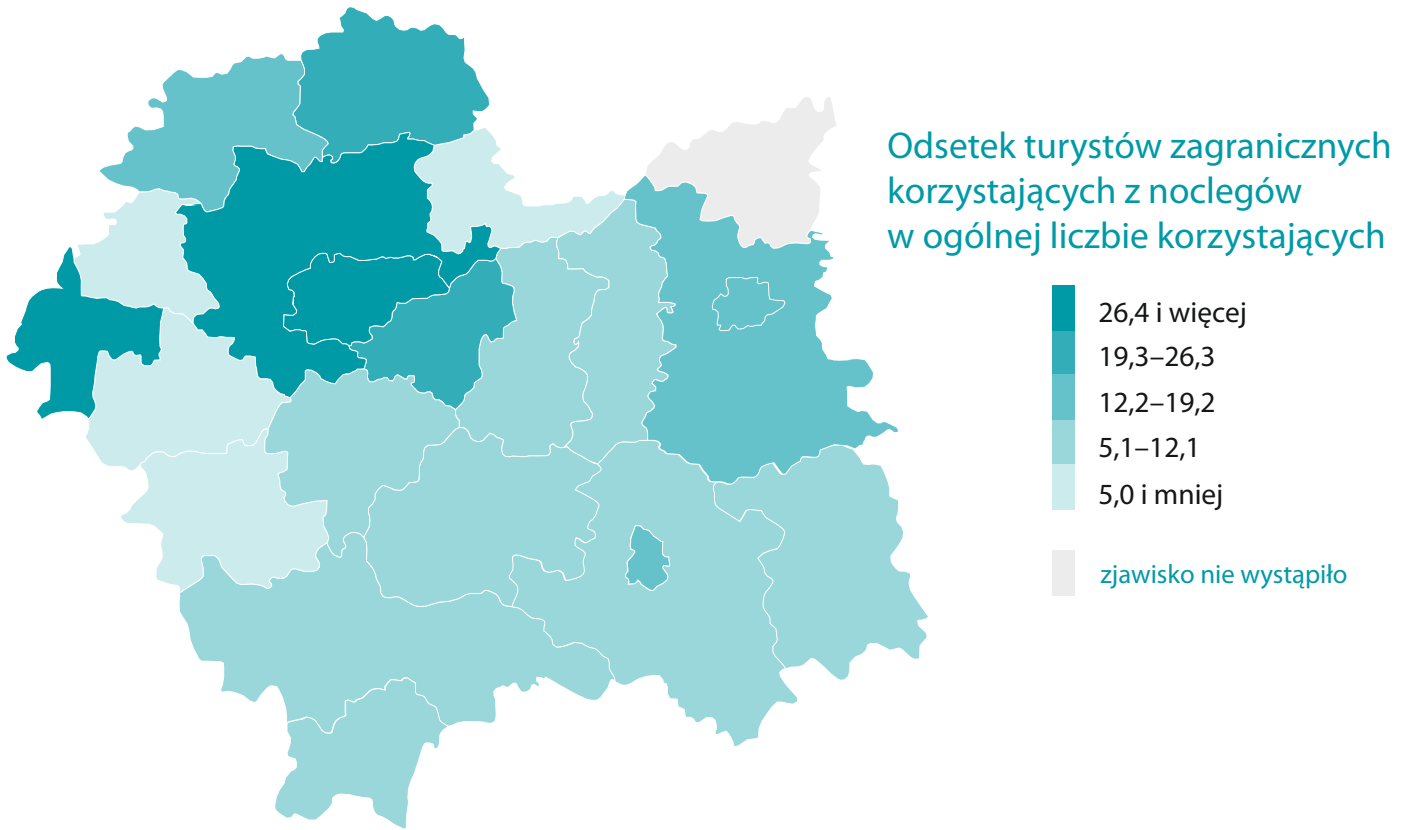 Odsetek turystów zagranicznych
korzystających z noclegów
w ogólnej liczbie korzystających
26,4 i więcej
19,3–26,3
12,2–19,2
5,1–12,1
5,0 i mniej
zjawisko nie wystąpiło